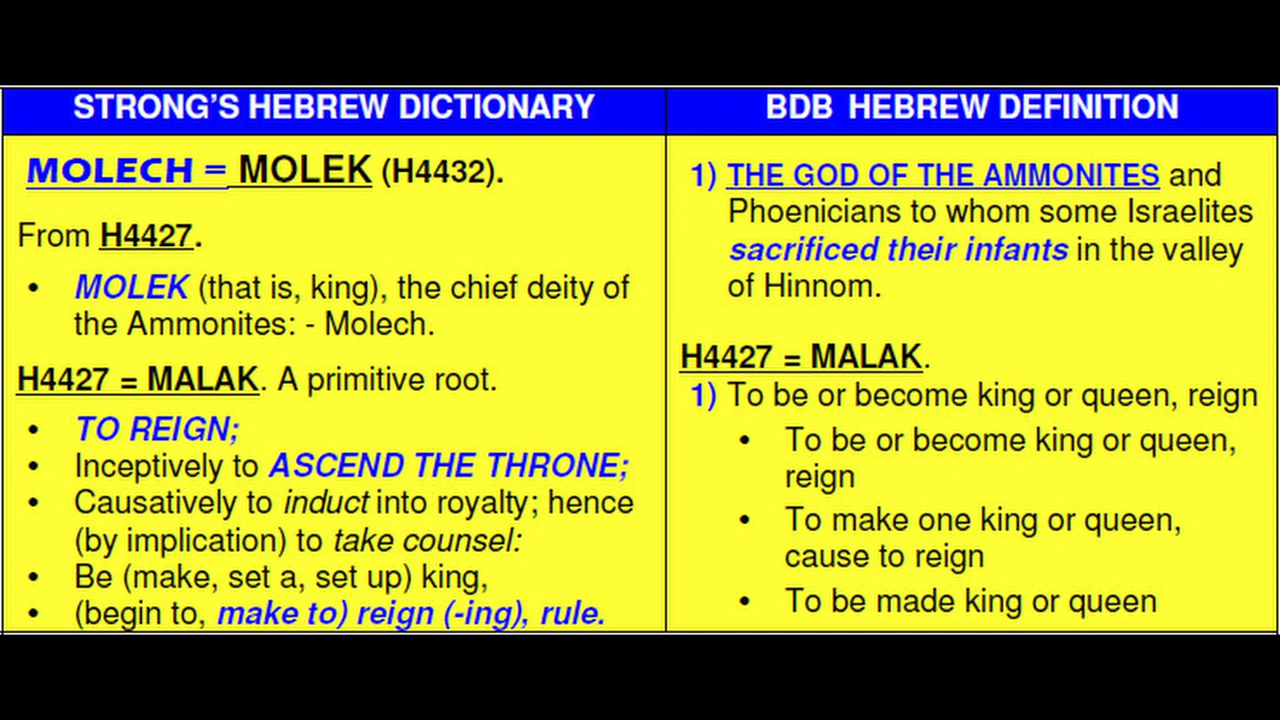 STRONG'S HEBREW DICTIONARY
MOLECH = MOLEK (H4432).
From H4427.
• MOLEK (that is, king), the chief deity of
the Ammonites: - Molech.
H4427 = MALAK. A primitive root.
• TO REIGN;
• Inceptively to ASCEND THE THRONE;
• Causatively to induct into royalty; hence
(by implication) to take counsel:
• Be (make, set a, set up) king,
• (begin to, make to) reign (-ing), rule.
BDB HEBREW DEFINITION
1) THE GOD OF THE AMMONITES and
Phoenicians to whom some Israelites
sacrificed their infants in the valley
of Hinnom.
H4427 = MALAK.
1) To be or become king or queen, reign
• To be or become king or queen,
reign
• To make one king or queen,
cause to reign
• To be made king or queen